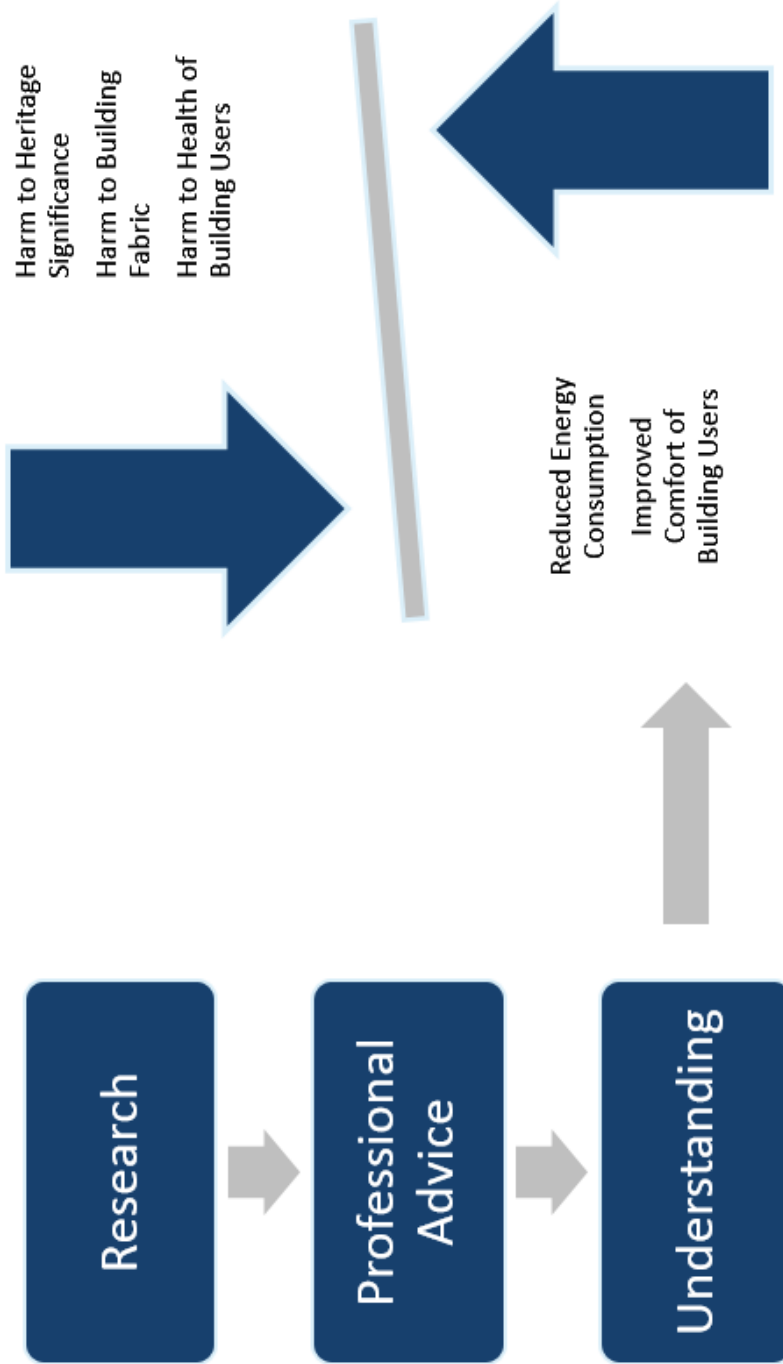 Research
Professional
Advice
Understanding
Harm to Heritage
Significance
Harm to Building
Fabric
Harm to Health of
Building Users
Reduced Energy
Consumption
Improved
Comfort of
Building Users